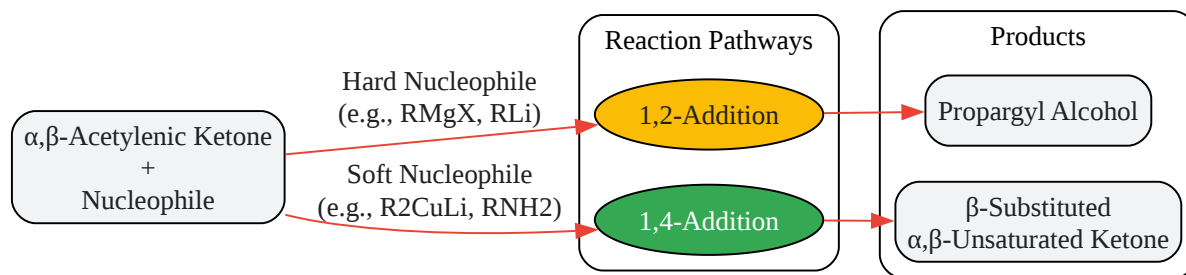 Reaction Pathways
Products
Hard Nucleophile
(e.g., RMgX, RLi)
1,2-Addition
Propargyl Alcohol
α,β-Acetylenic Ketone
+
Nucleophile
Soft Nucleophile
(e.g., R2CuLi, RNH2)
1,4-Addition
β-Substituted
α,β-Unsaturated Ketone